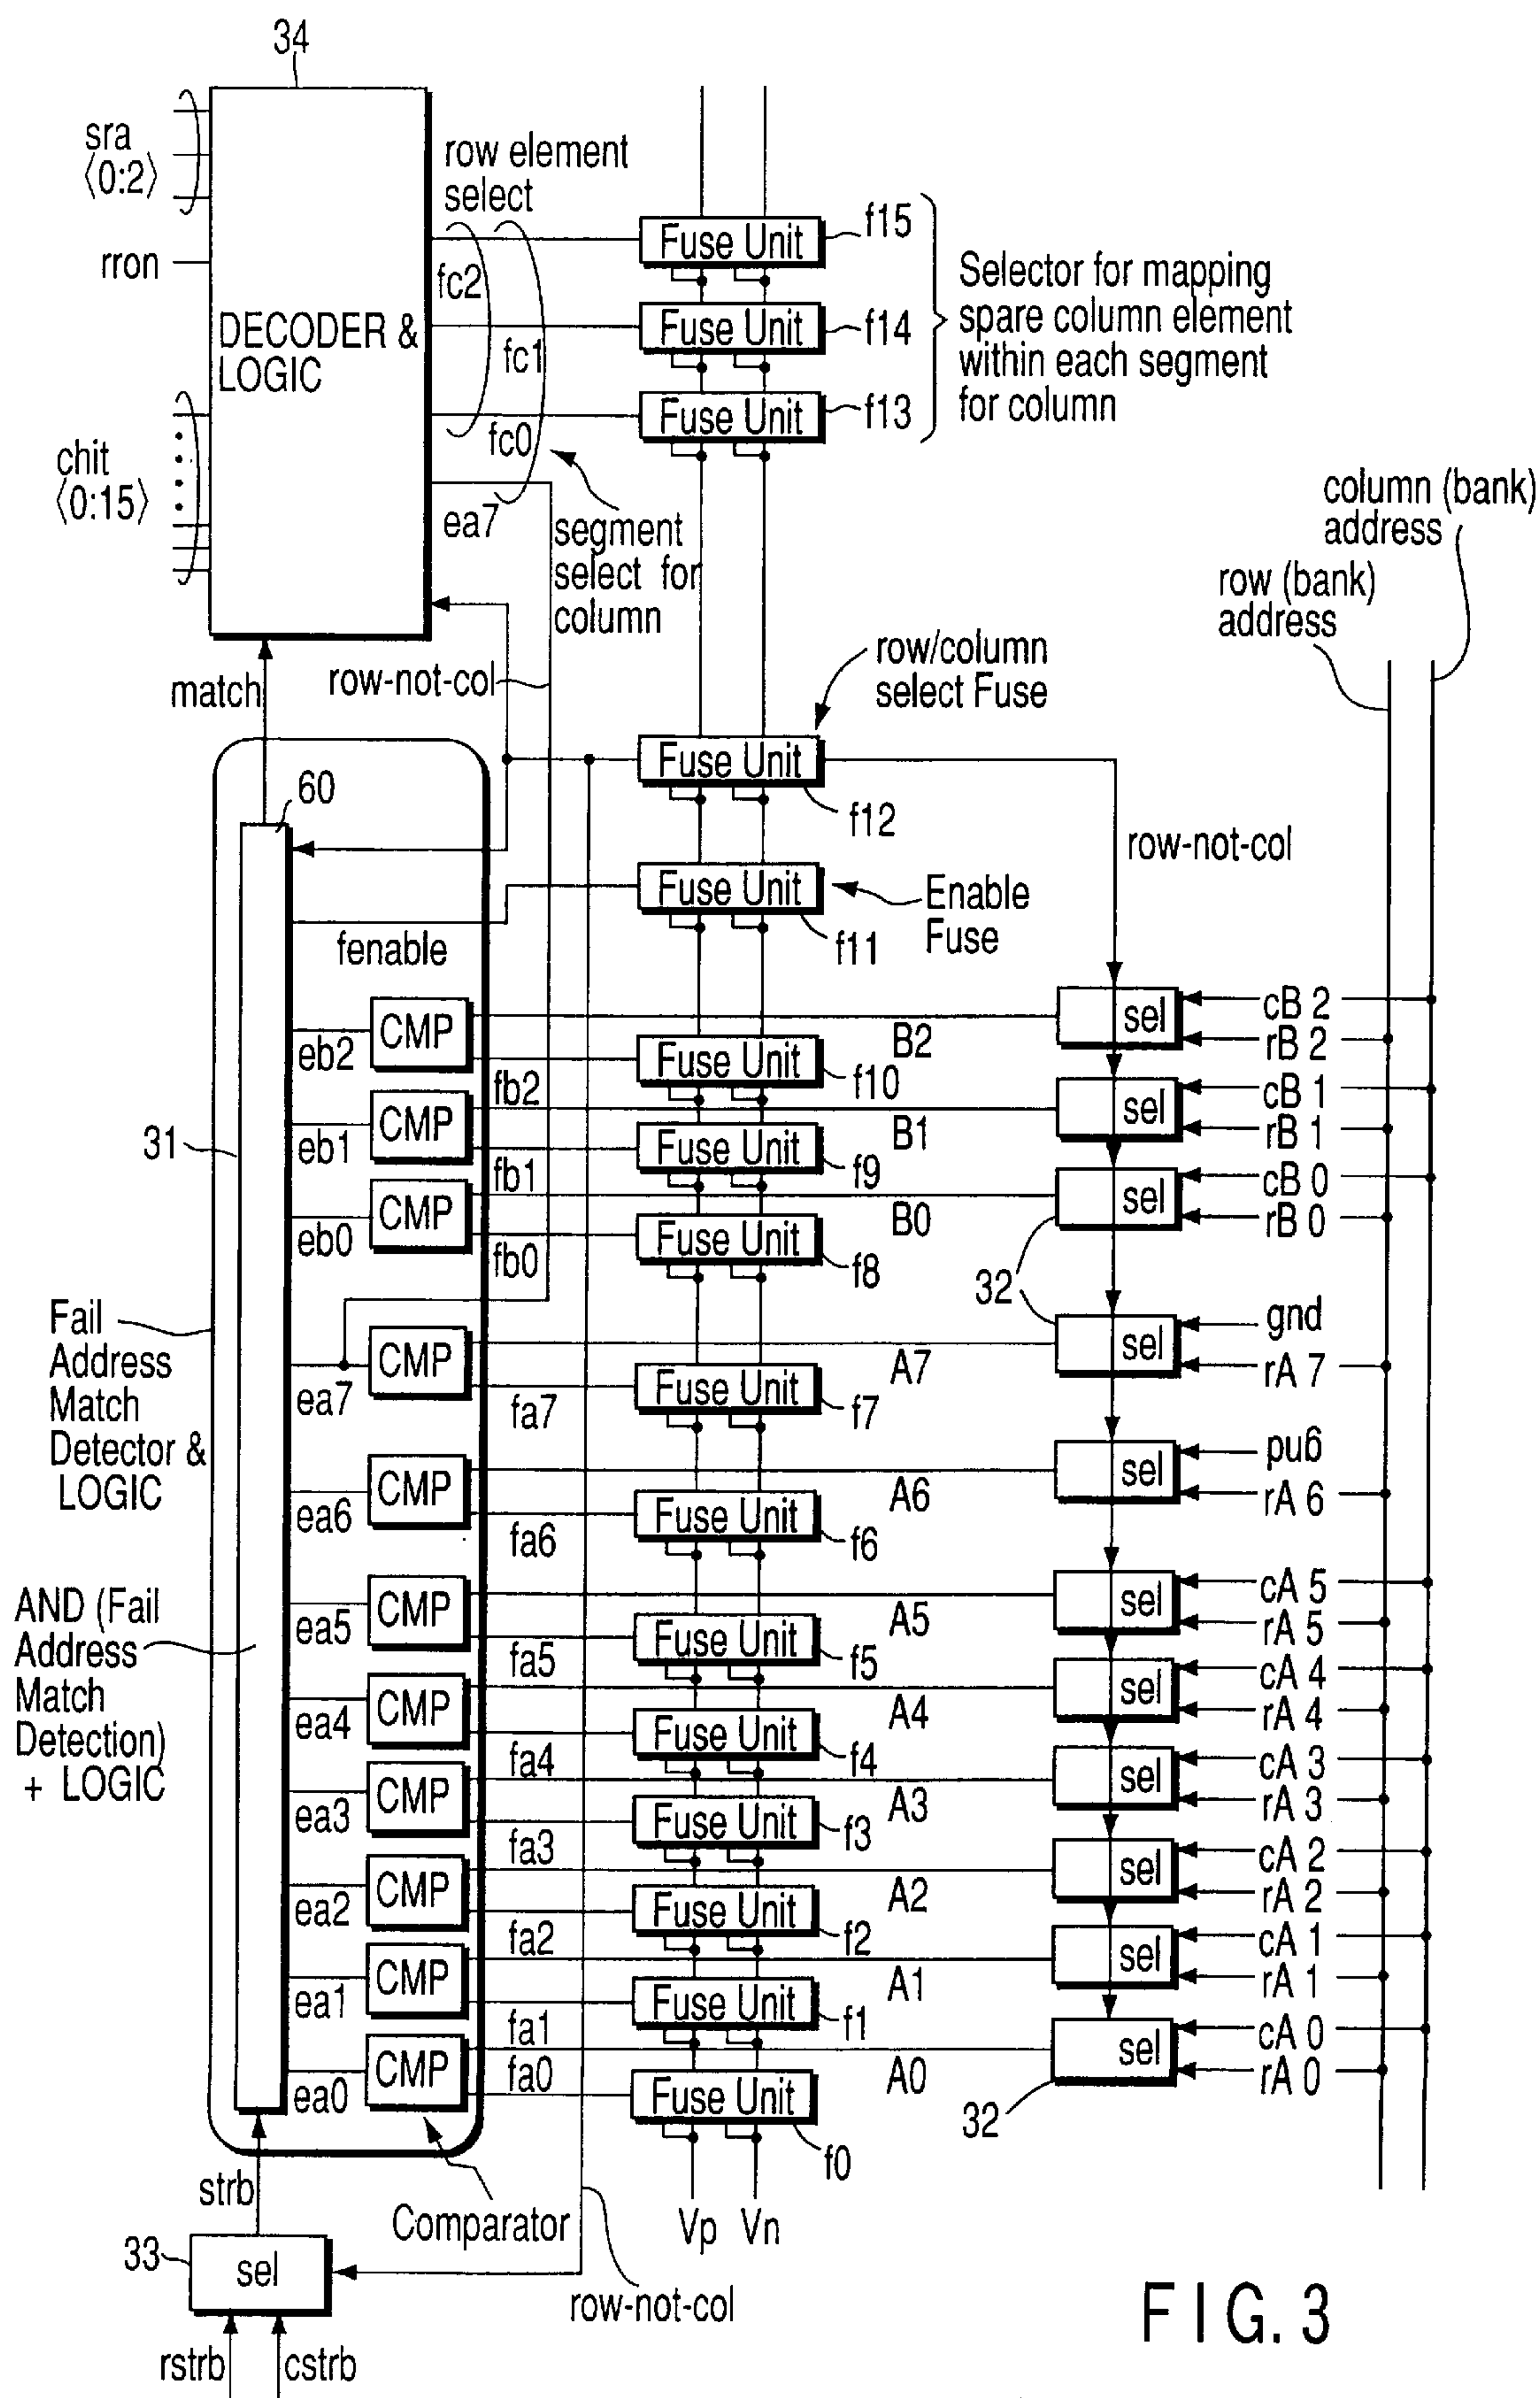 34
sra
⟨0:2⟩
rron
chit
⟨0:15⟩
DECODER &
LOGIC
row element
select
fc2
fc1
fc0
ea7
segment
select for
column
Fuse Unit
f15
Fuse Unit
f14
Fuse Unit
f13
Selector for mapping
spare column element
within each segment
for column
column (bank)
address
row (bank)
address
match
row-not-col
row/column
select Fuse
Fuse Unit
f12
row-not-col
60
Fuse Unit
f11
Enable
Fuse
fenable
31
Fail
Address
Match
Detector &
LOGIC
AND (Fail
Address
Match
Detection)
+ LOGIC
eb2
CMP
fb2
Fuse Unit
f10
B2
sel
cB 2
rB 2
eb1
CMP
fb1
Fuse Unit
f9
B1
sel
cB 1
rB 1
eb0
CMP
fb0
Fuse Unit
f8
B0
sel
cB 0
rB 0
32
ea7
CMP
fa7
Fuse Unit
f7
A7
sel
gnd
rA 7
ea6
CMP
fa6
Fuse Unit
f6
A6
sel
gnd
rA 6
ea5
CMP
fa5
Fuse Unit
f5
A5
sel
cA 5
rA 5
ea4
CMP
fa4
Fuse Unit
f4
A4
sel
cA 4
rA 4
ea3
CMP
fa3
Fuse Unit
f3
A3
sel
cA 3
rA 3
ea2
CMP
fa2
Fuse Unit
f2
A2
sel
cA 2
rA 2
ea1
CMP
fa1
Fuse Unit
f1
A1
sel
cA 1
rA 1
ea0
CMP
fa0
Fuse Unit
f0
A0
sel
cA 0
rA 0
32
strb
Comparator
Vp
Vn
33
sel
row-not-col
rstrb
cstrb
FIG. 3